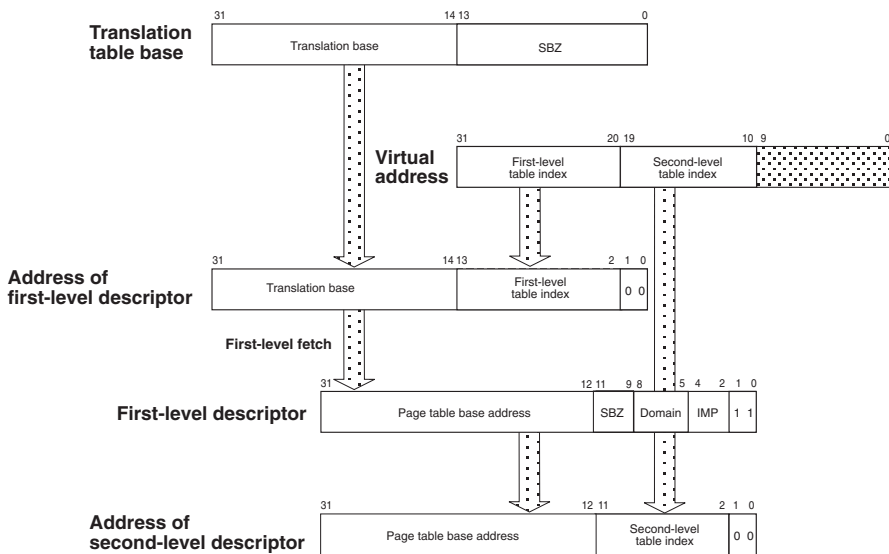 31 14 13 0
Translation
table base
Translation base SBZ
31 20 19 10 9 0
Virtual
address
First-level
table index
Second-level
table index
31 14 13 2 1 0
Address of
first-level descriptor
Translation base
First-level
table index
0 0
First-level fetch
31 12 11 9 8 5 4 2 1 0
First-level descriptor
Page table base address SBZ Domain IMP 1 1
31 12 11 2 1 0
Address of
second-level descriptor
Page table base address
Second-level
table index
0 0